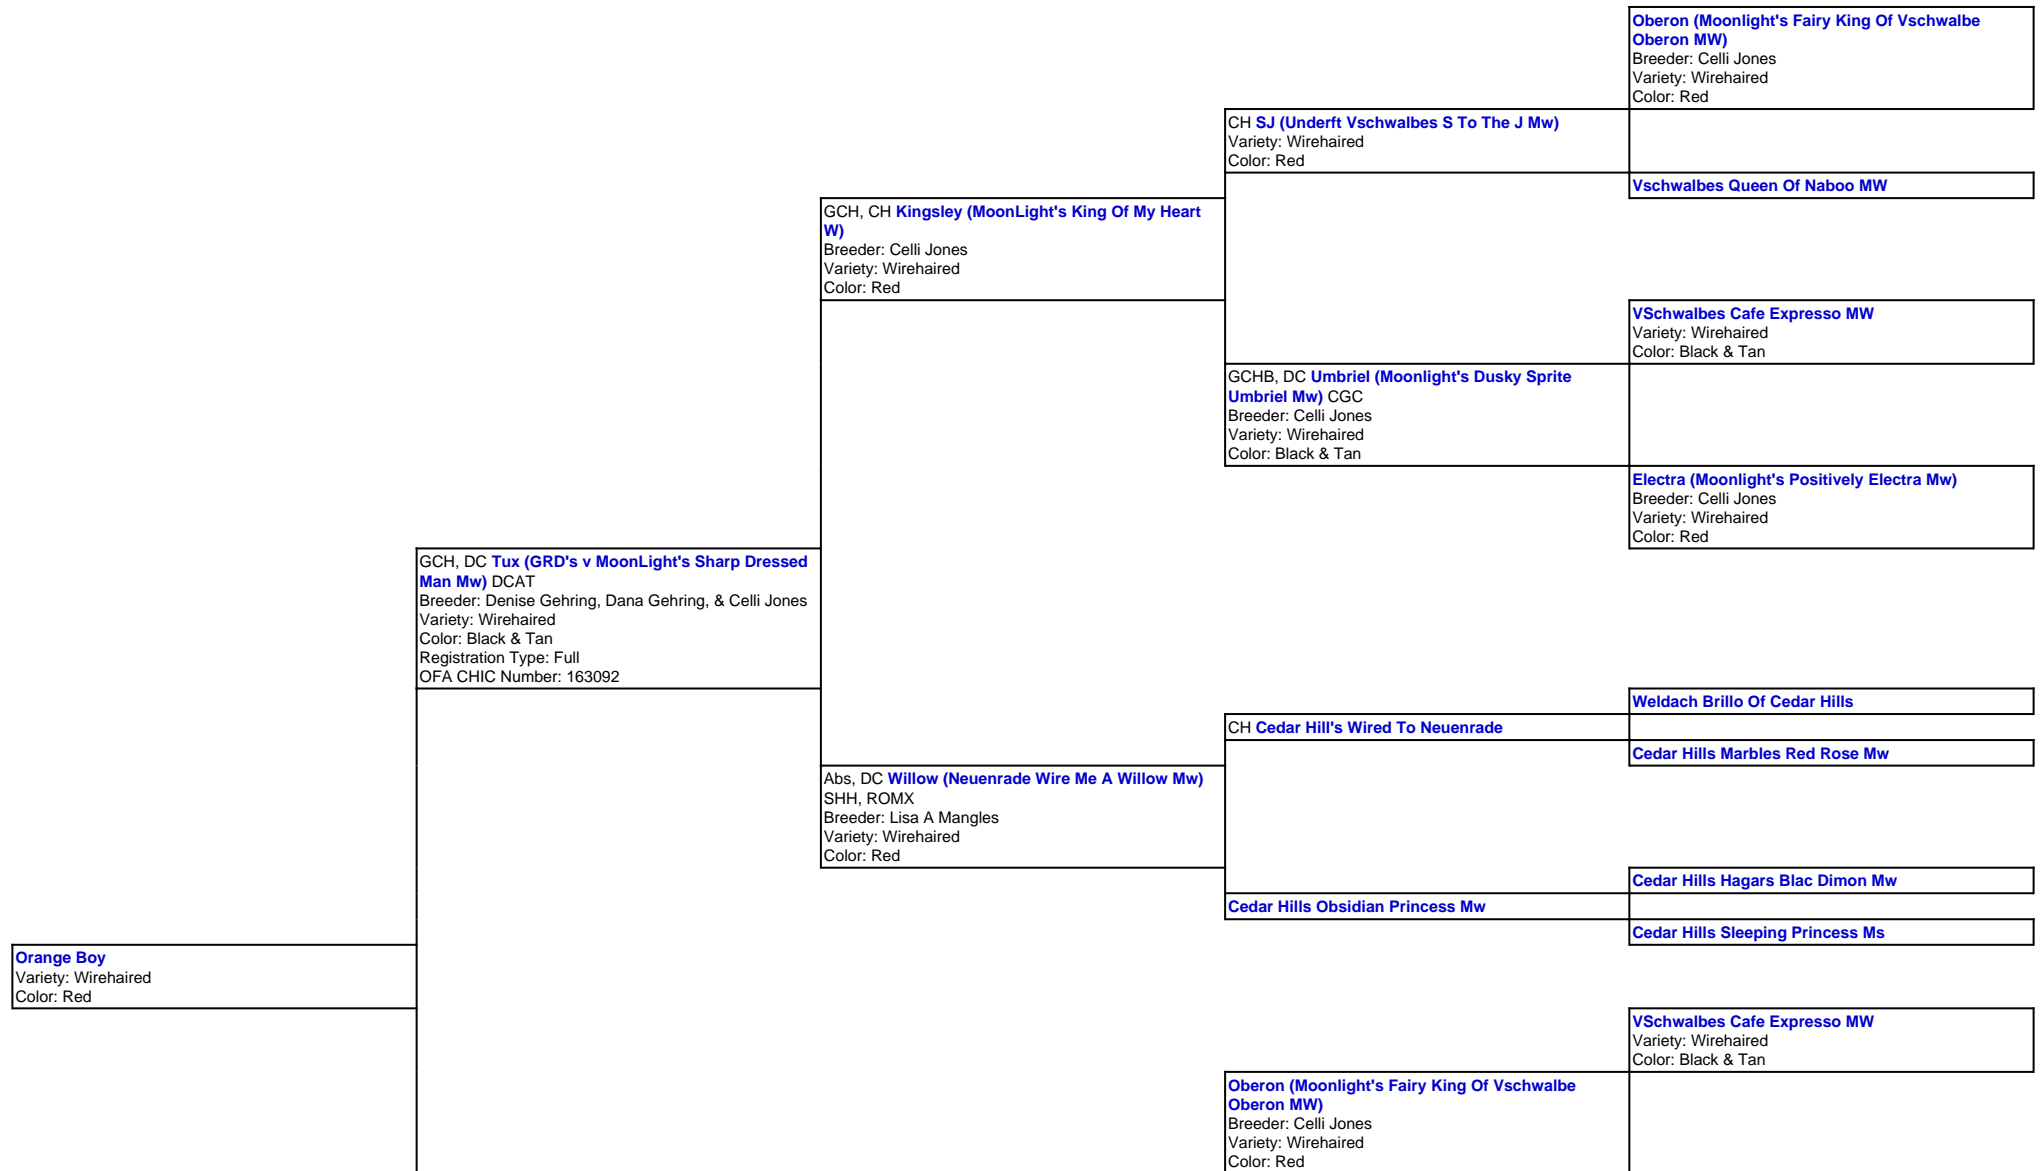 Oberon (Moonlight's Fairy King Of Vschwalbe
Oberon MW)
Breeder: Celli Jones
Variety: Wirehaired
Color: Red
CH SJ (Underft Vschwalbes S To The J Mw)
Variety: Wirehaired
Color: Red
Vschwalbes Queen Of Naboo MW
GCH, CH Kingsley (MoonLight's King Of My Heart
W)
Breeder: Celli Jones
Variety: Wirehaired
Color: Red
VSchwalbes Cafe Expresso MW
Variety: Wirehaired
Color: Black & Tan
GCHB, DC Umbriel (Moonlight's Dusky Sprite
Umbriel Mw) CGC
Breeder: Celli Jones
Variety: Wirehaired
Color: Black & Tan
Electra (Moonlight's Positively Electra Mw)
Breeder: Celli Jones
Variety: Wirehaired
Color: Red
GCH, DC Tux (GRD's v MoonLight's Sharp Dressed
Man Mw) DCAT
Breeder: Denise Gehring, Dana Gehring, & Celli Jones
Variety: Wirehaired
Color: Black & Tan
Registration Type: Full
OFA CHIC Number: 163092
Weldach Brillo Of Cedar Hills
CH Cedar Hill's Wired To Neuenrade
Cedar Hills Marbles Red Rose Mw
Abs, DC Willow (Neuenrade Wire Me A Willow Mw)
SHH, ROMX
Breeder: Lisa A Mangles
Variety: Wirehaired
Color: Red
Cedar Hills Hagars Blac Dimon Mw
Cedar Hills Obsidian Princess Mw
Cedar Hills Sleeping Princess Ms
Orange Boy
Variety: Wirehaired
Color: Red
VSchwalbes Cafe Expresso MW
Variety: Wirehaired
Color: Black & Tan
Oberon (Moonlight's Fairy King Of Vschwalbe
Oberon MW)
Breeder: Celli Jones
Variety: Wirehaired
Color: Red